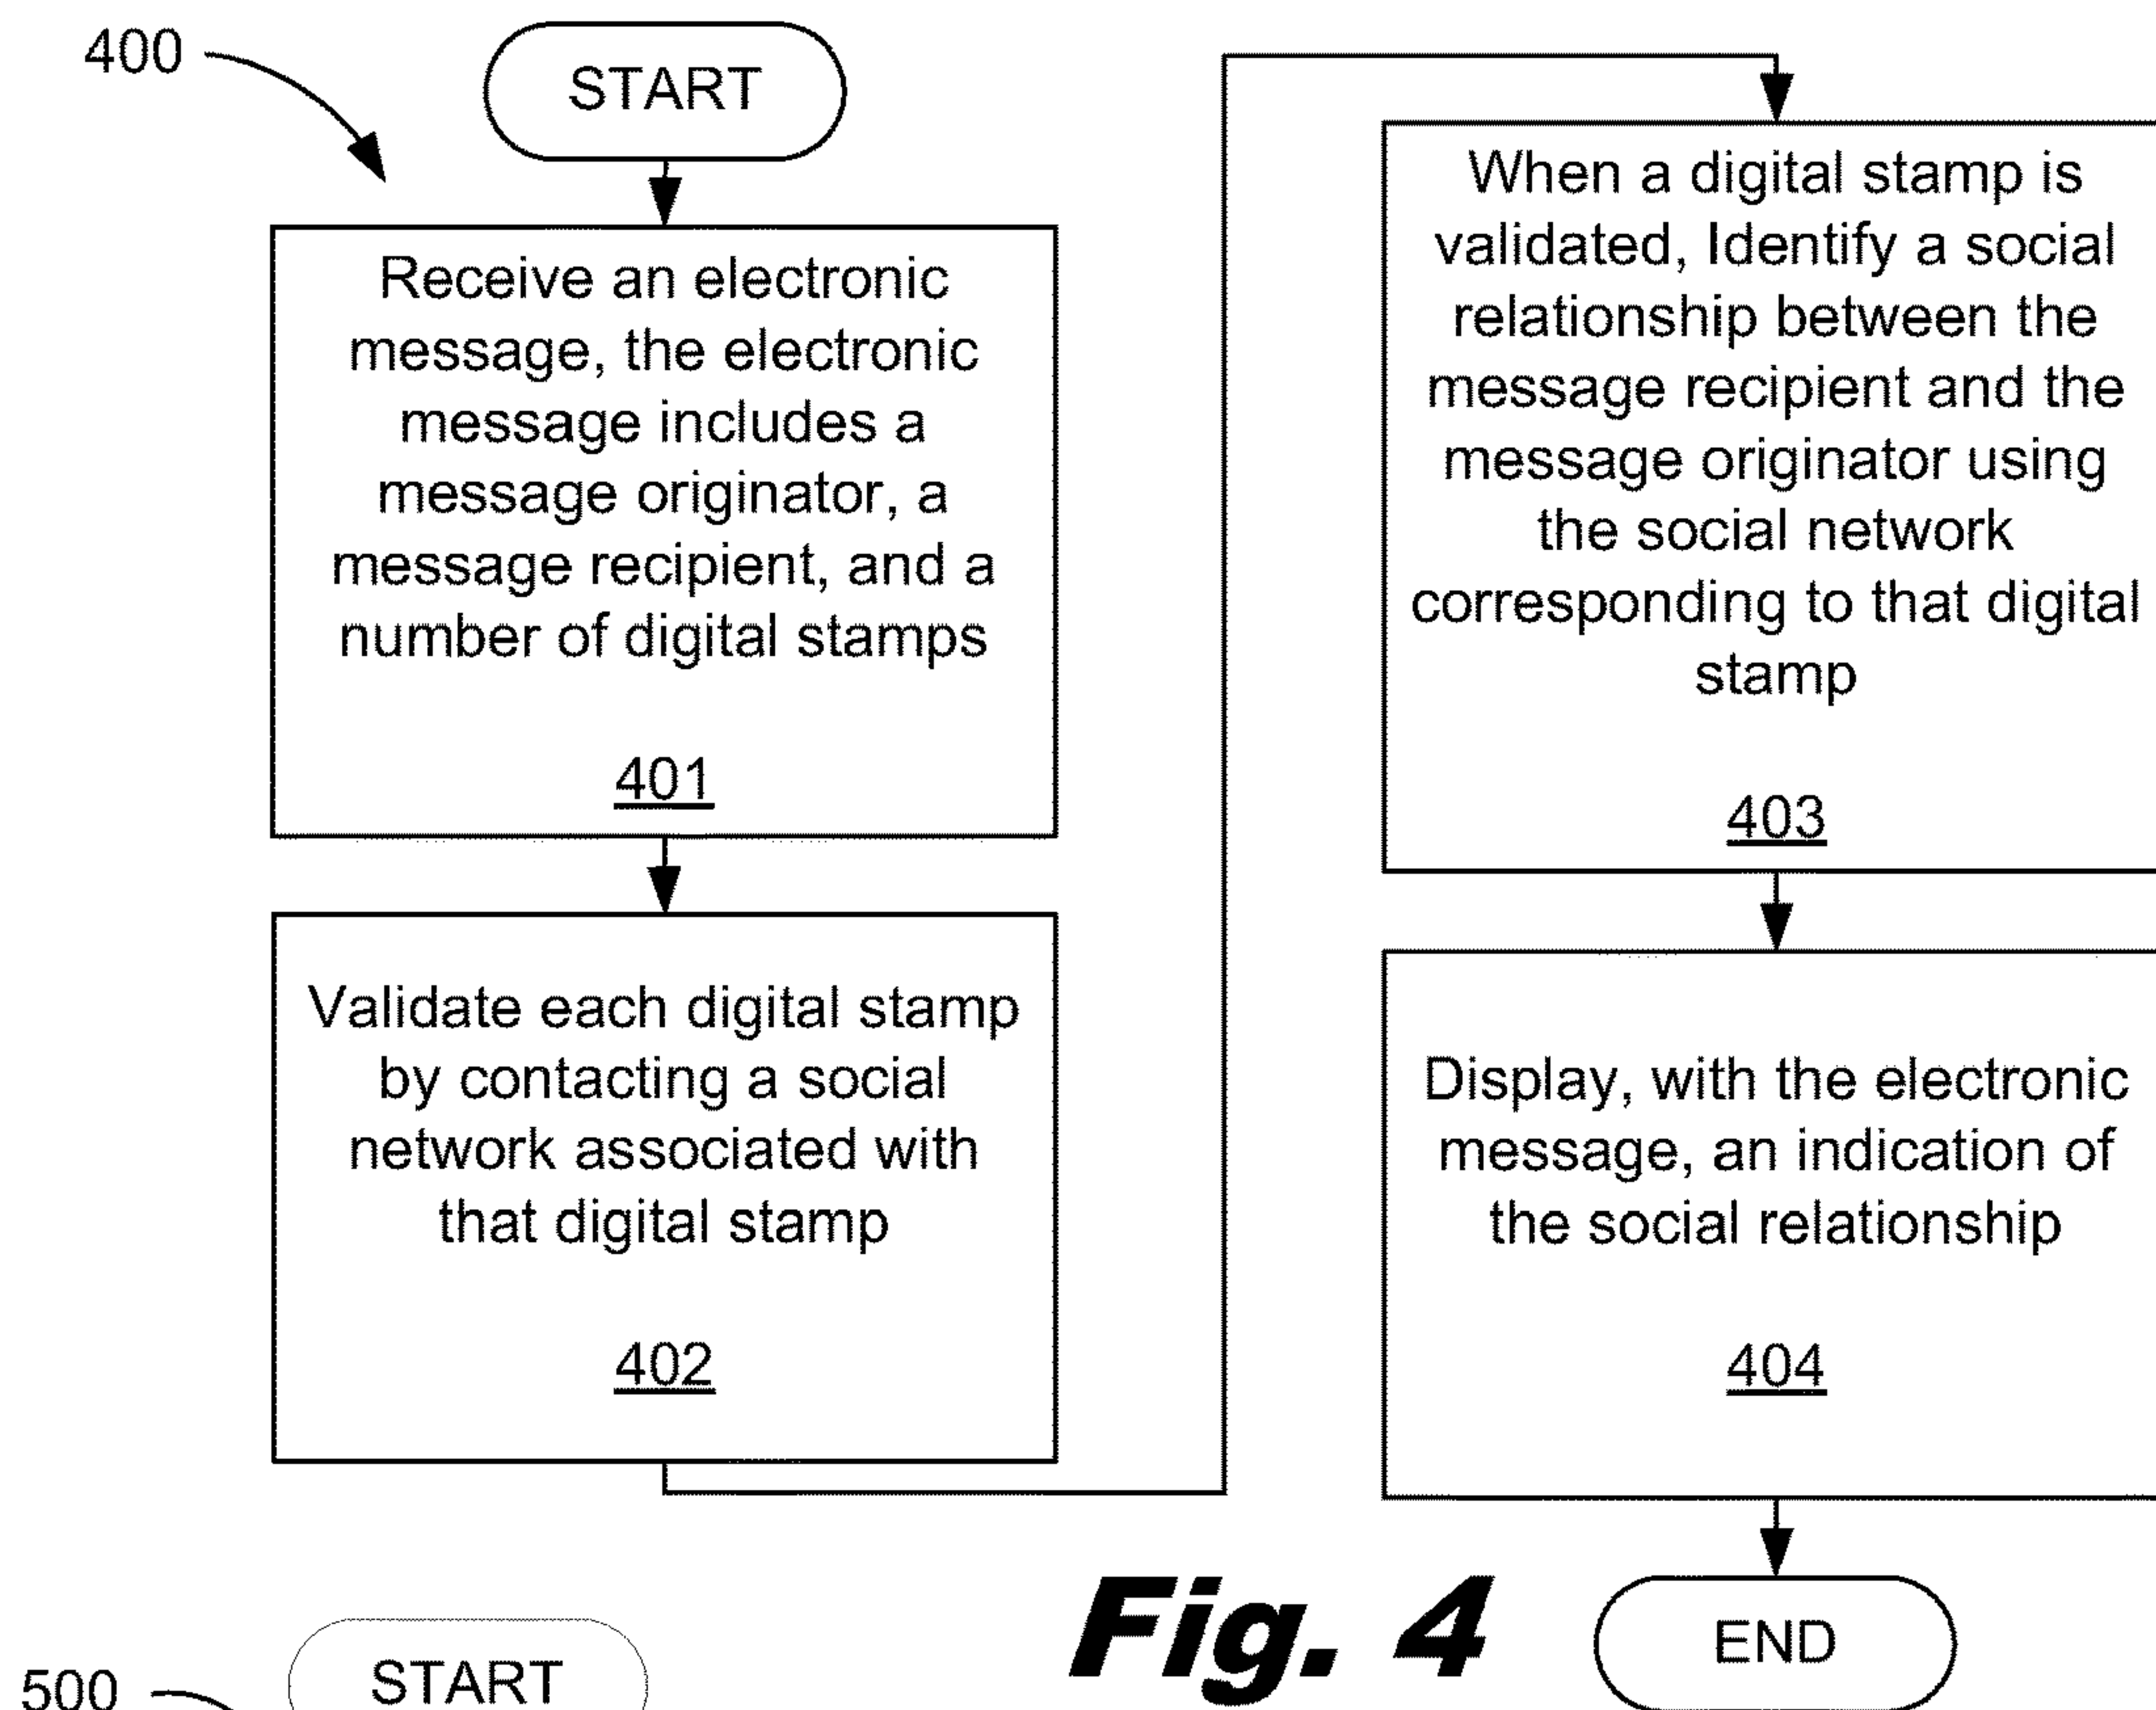 400
START
Receive an electronic
message, the electronic
message includes a
message originator, a
message recipient, and a
number of digital stamps
401
Validate each digital stamp
by contacting a social
network associated with
that digital stamp
402
When a digital stamp is
validated, Identify a social
relationship between the
message recipient and the
message originator using
the social network
corresponding to that digital
stamp
403
Display, with the electronic
message, an indication of
the social relationship
404
END
Fig. 4
500
START